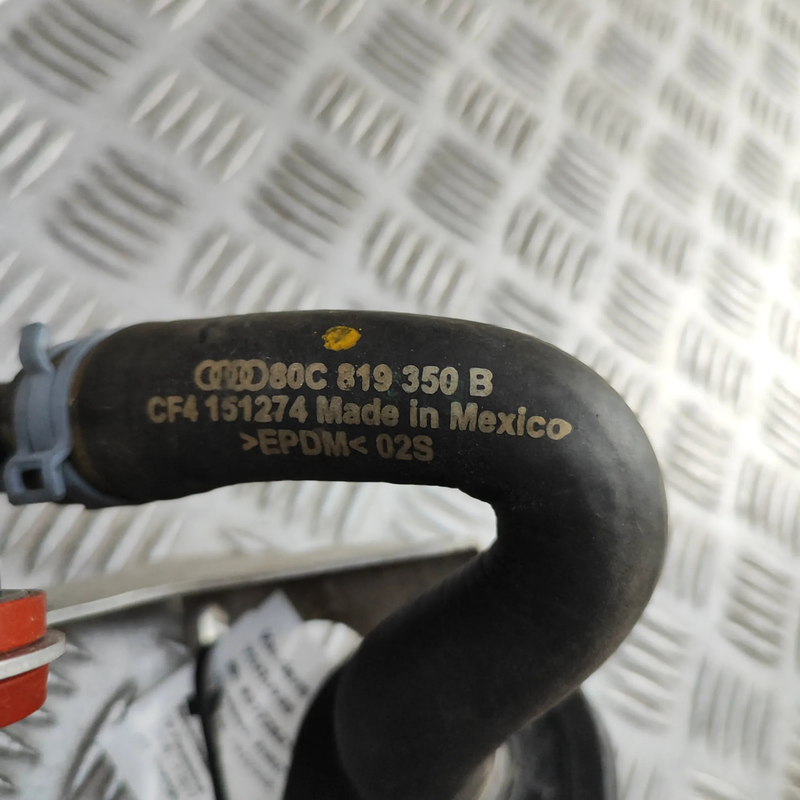 80C 819 350 B
CF4 151274 Made in Mexico
>EPDM< 02S